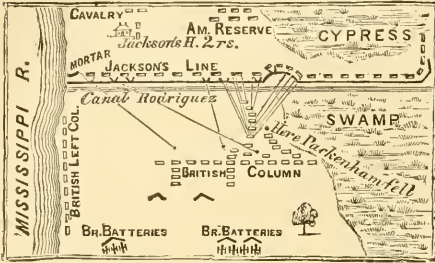 CAVALRY
AM. RESERVE
Jackson's H. 2rs.
CYPRESS
MORTAR
JACKSON'S LINE
Canal Rodriguez
SWAMP
Here Packenham fell
MISSISSIPPI R.
BRITISH LEFT COL.
BRITISH COLUMN
BR. BATTERIES
BR. BATTERIES